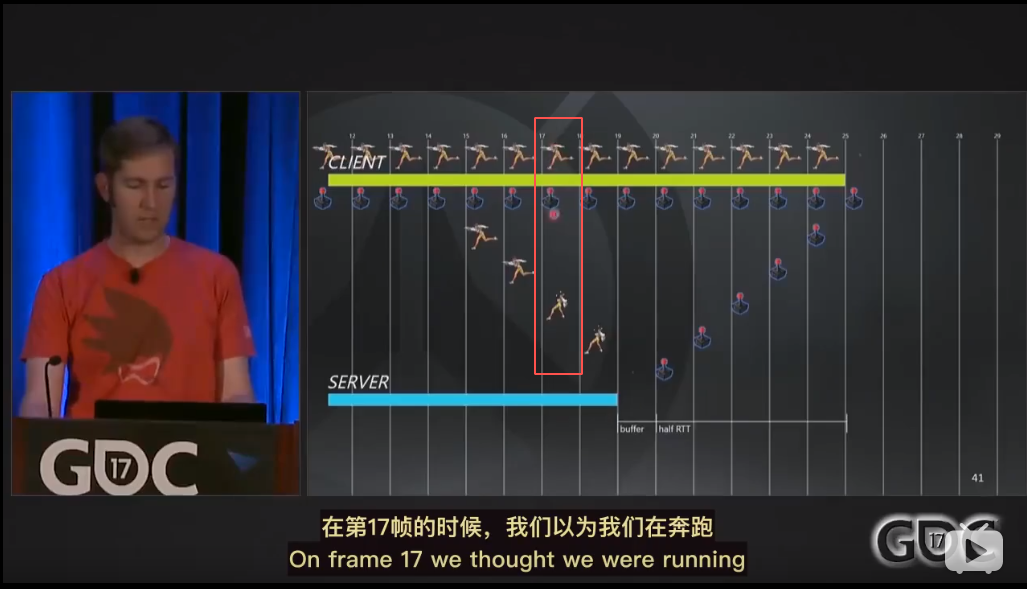 12 13 14 15 16 17 18 19 20 21 22 23 24 25 26 27 28 29
CLIENT
SERVER
buffer half RTT
41
GDC
17
在第17帧的时候，我们以为我们在奔跑
On frame 17 we thought we were running
GDC
17